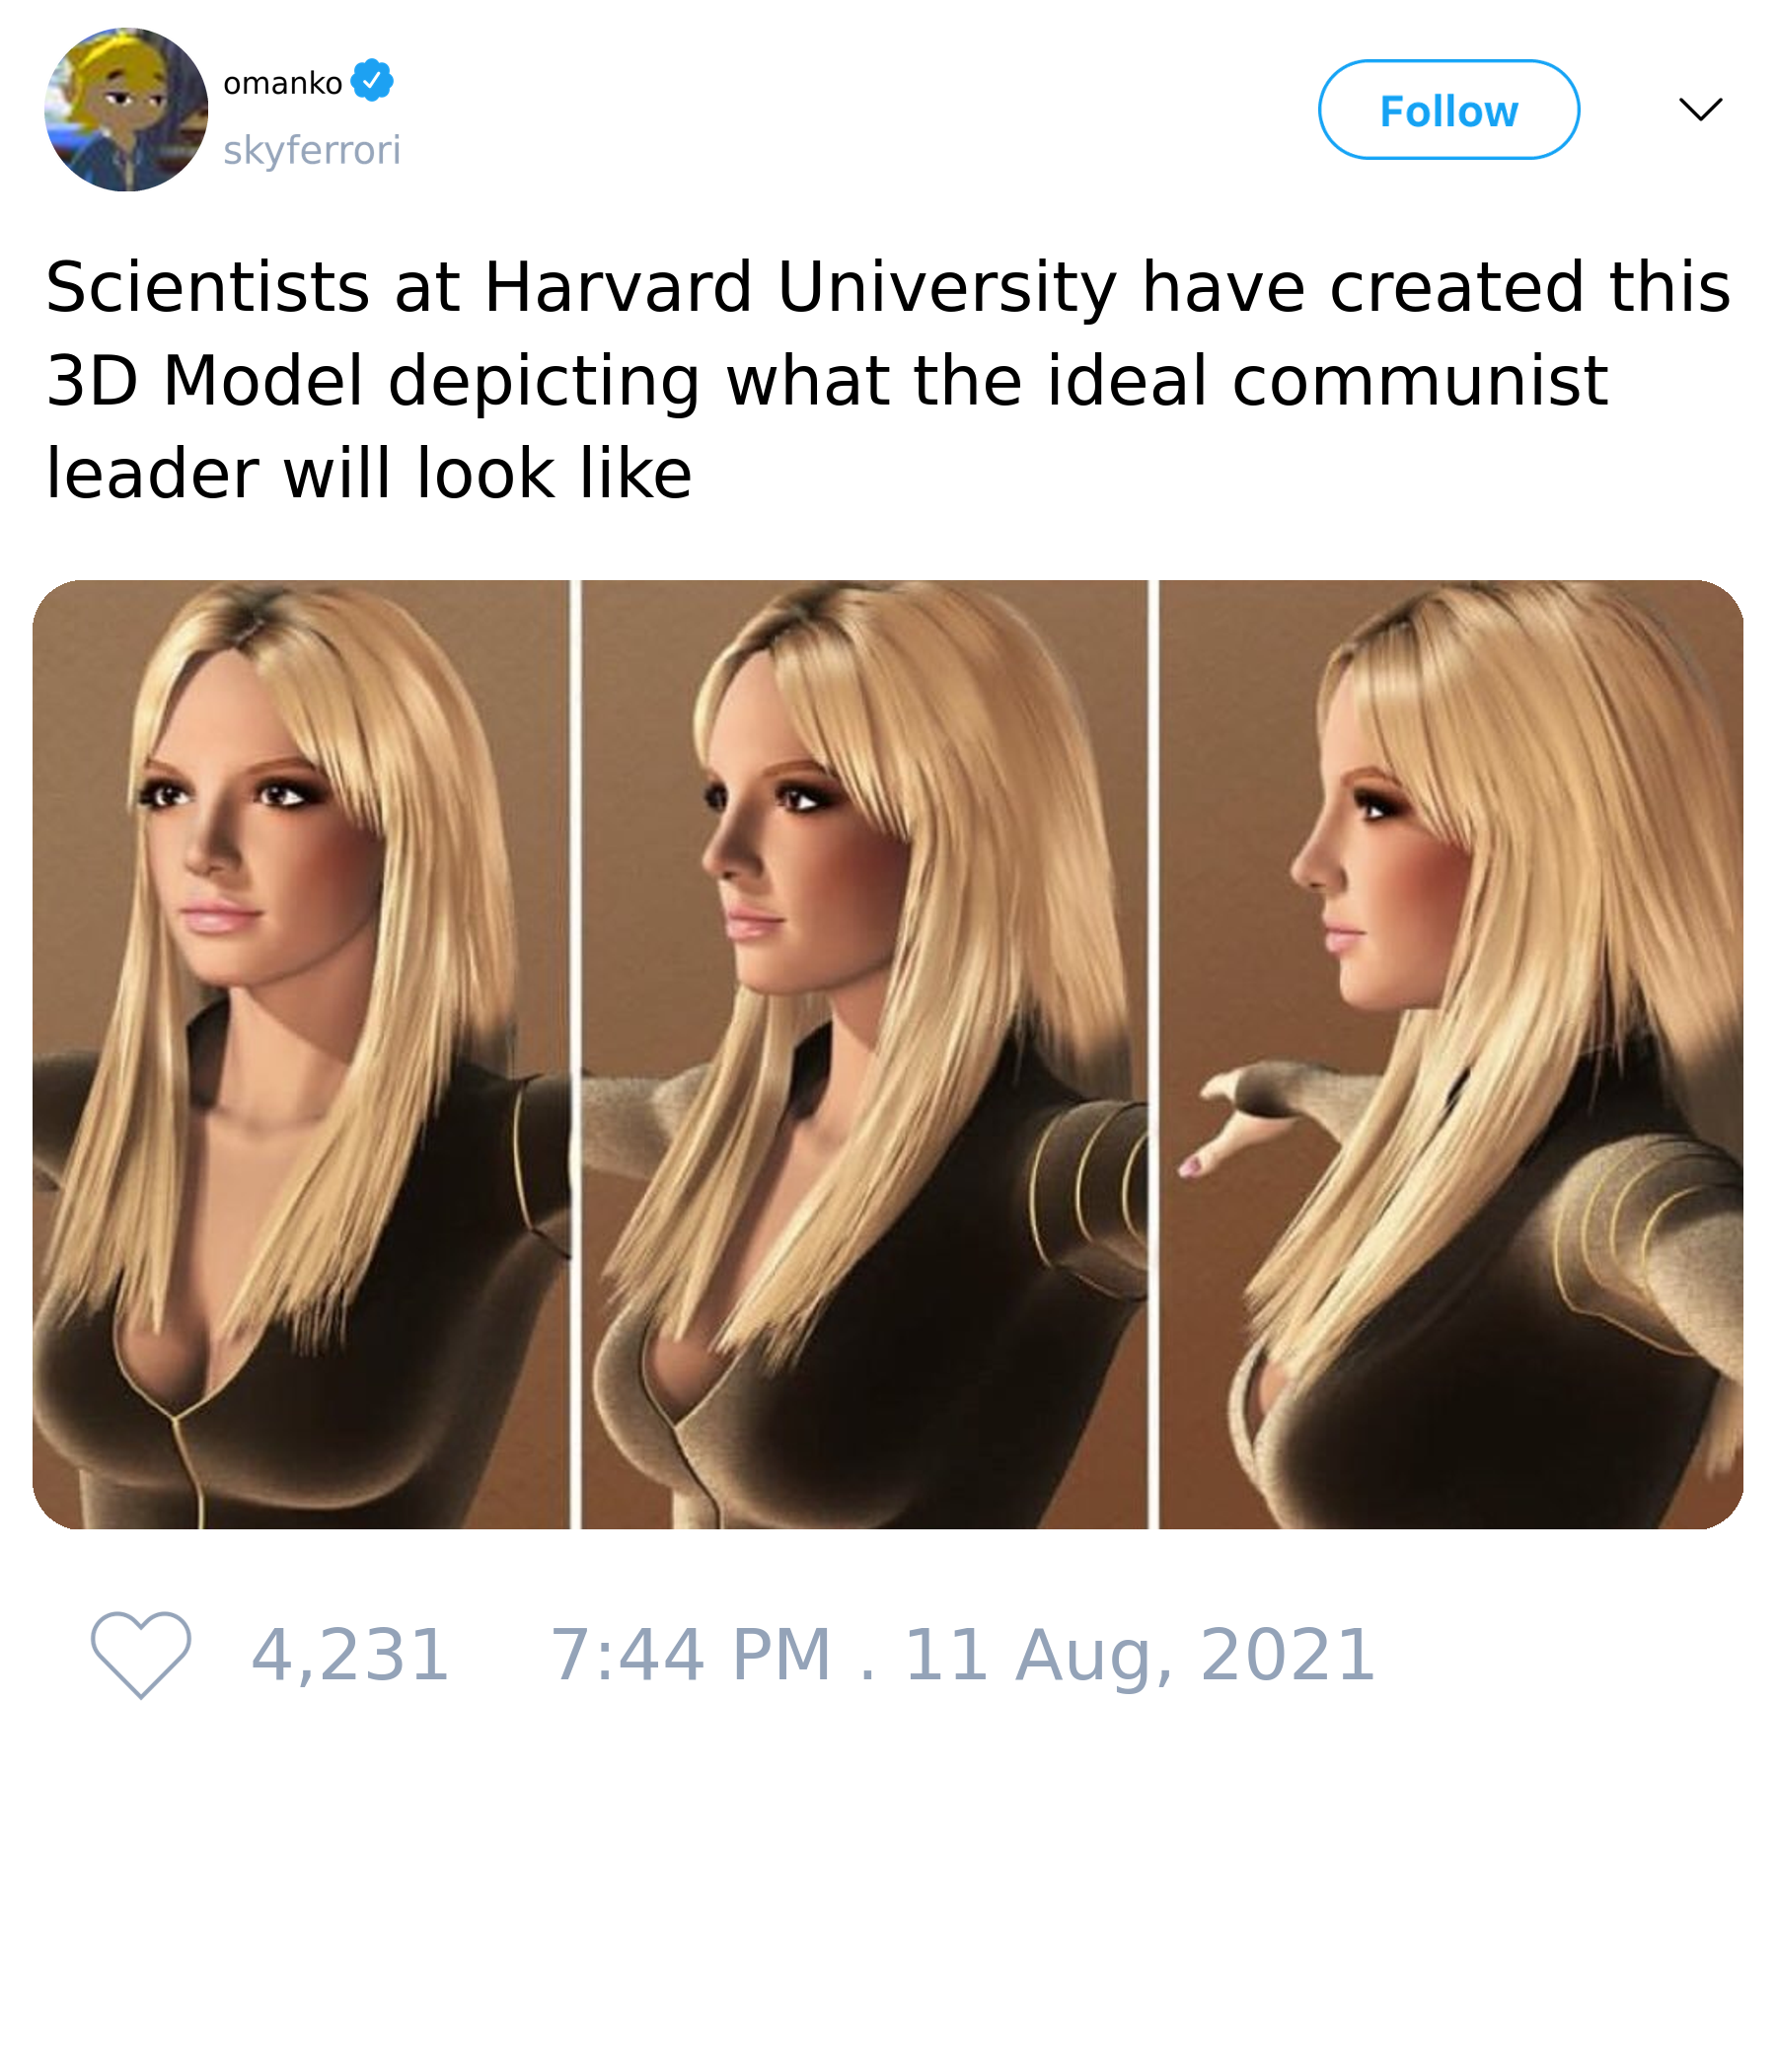 omanko
skyferrori
Follow
Scientists at Harvard University have created this
3D Model depicting what the ideal communist
leader will look like
4,231
7:44 PM . 11 Aug, 2021